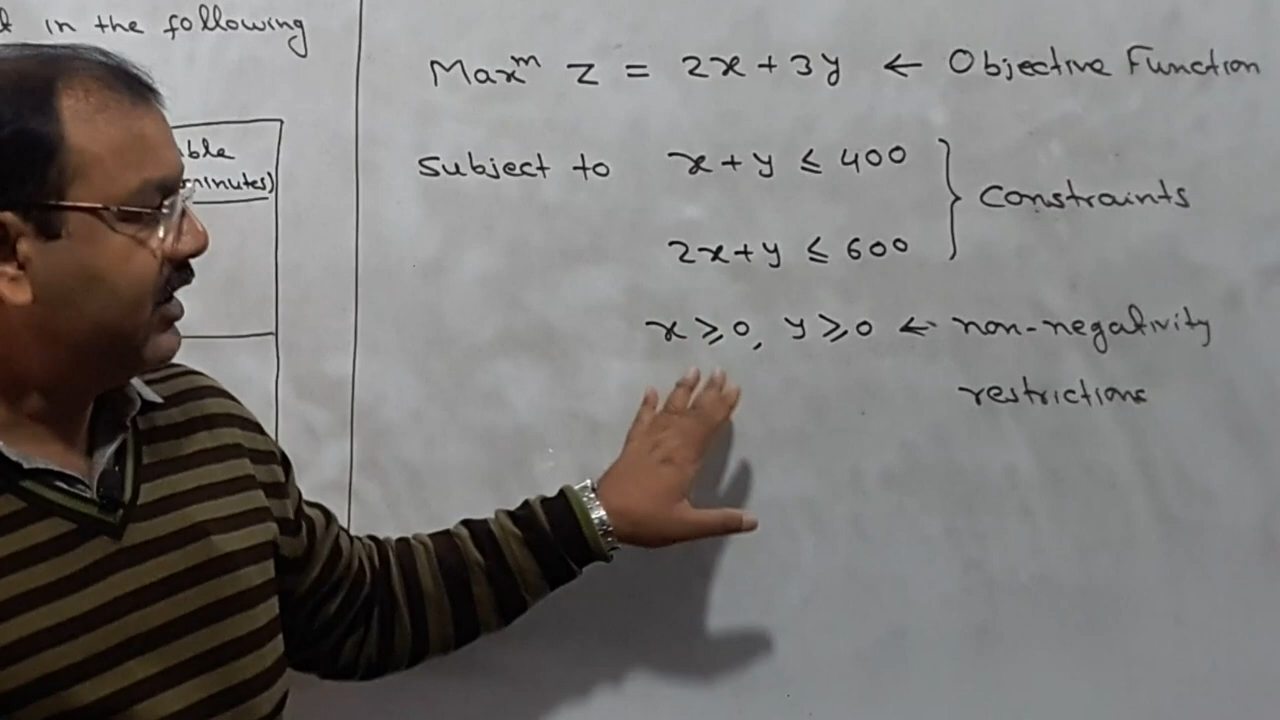 in the following
minutes)
Maxᵐ Z = 2x + 3y ← Objective Function
Subject to x + y ≤ 400 } Constraints
2x + y ≤ 600
x ≥ 0, y ≥ 0 ← non-negativity
restrictions